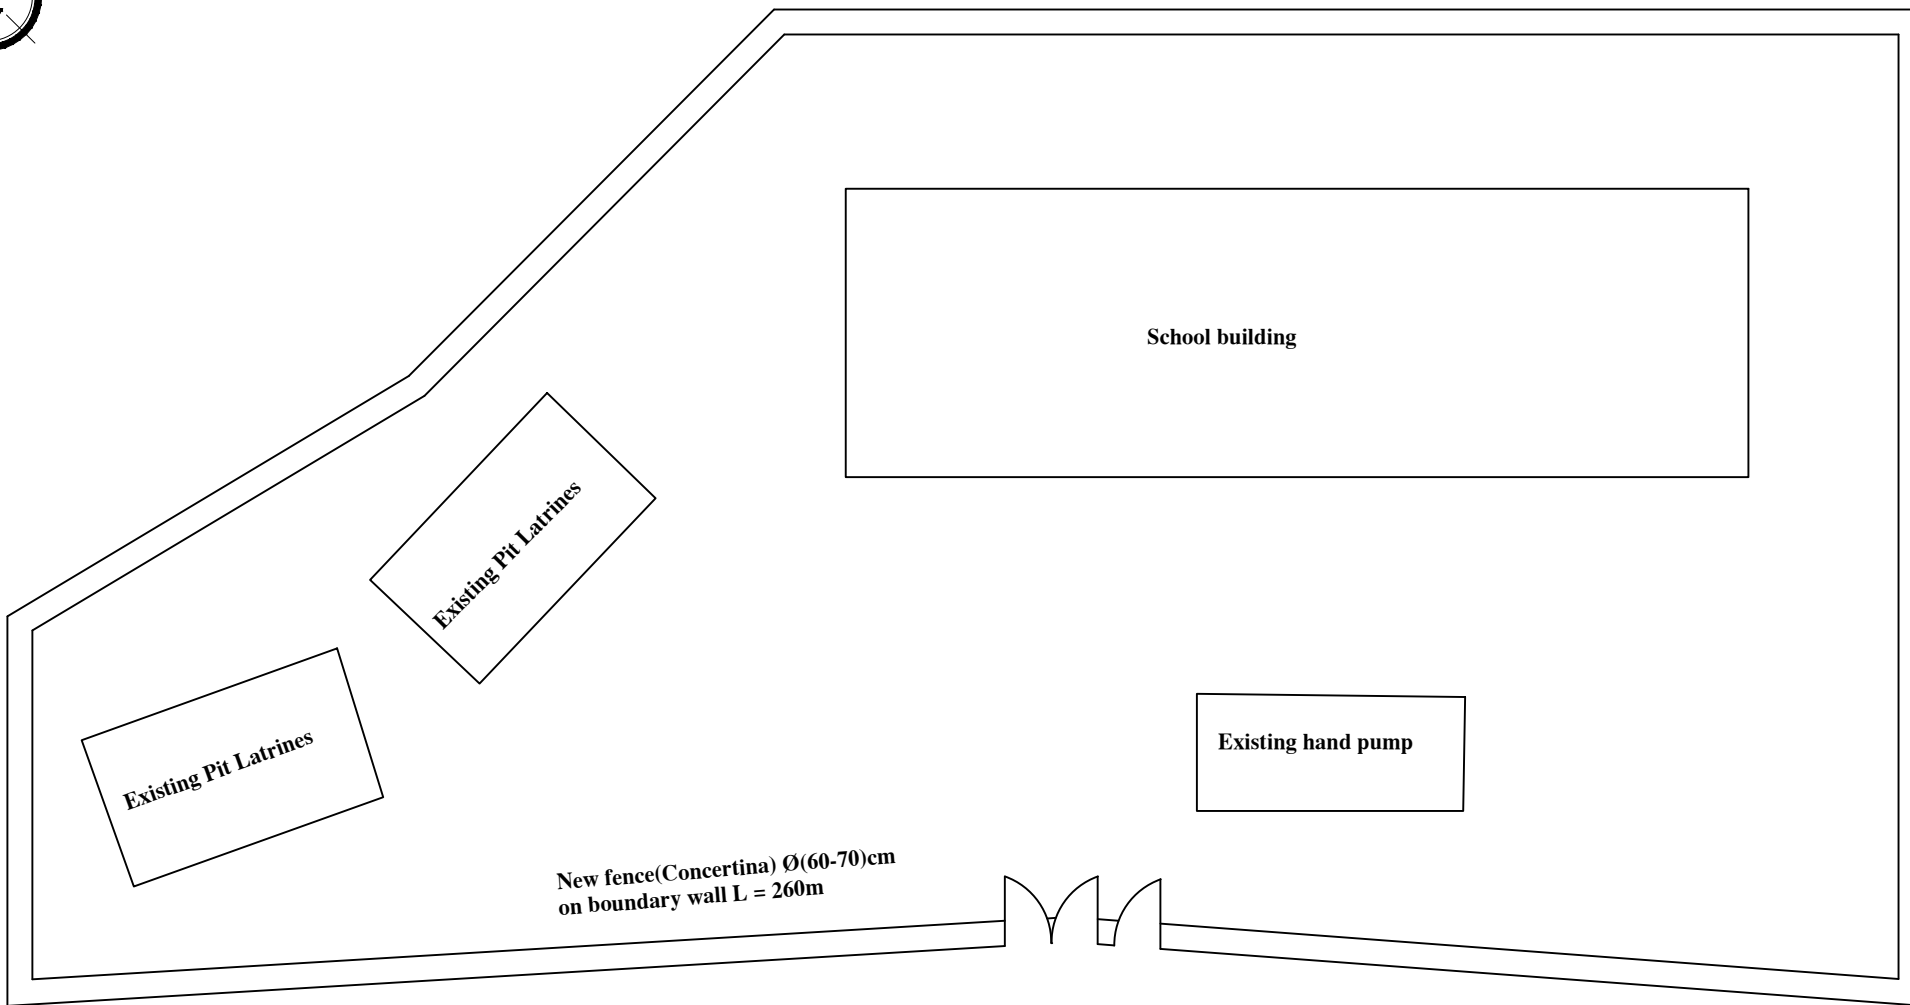 School building
Existing Pit Latrines
Existing Pit Latrines
Existing hand pump
New fence(Concertina) Ø(60-70)cm
on boundary wall L = 260m